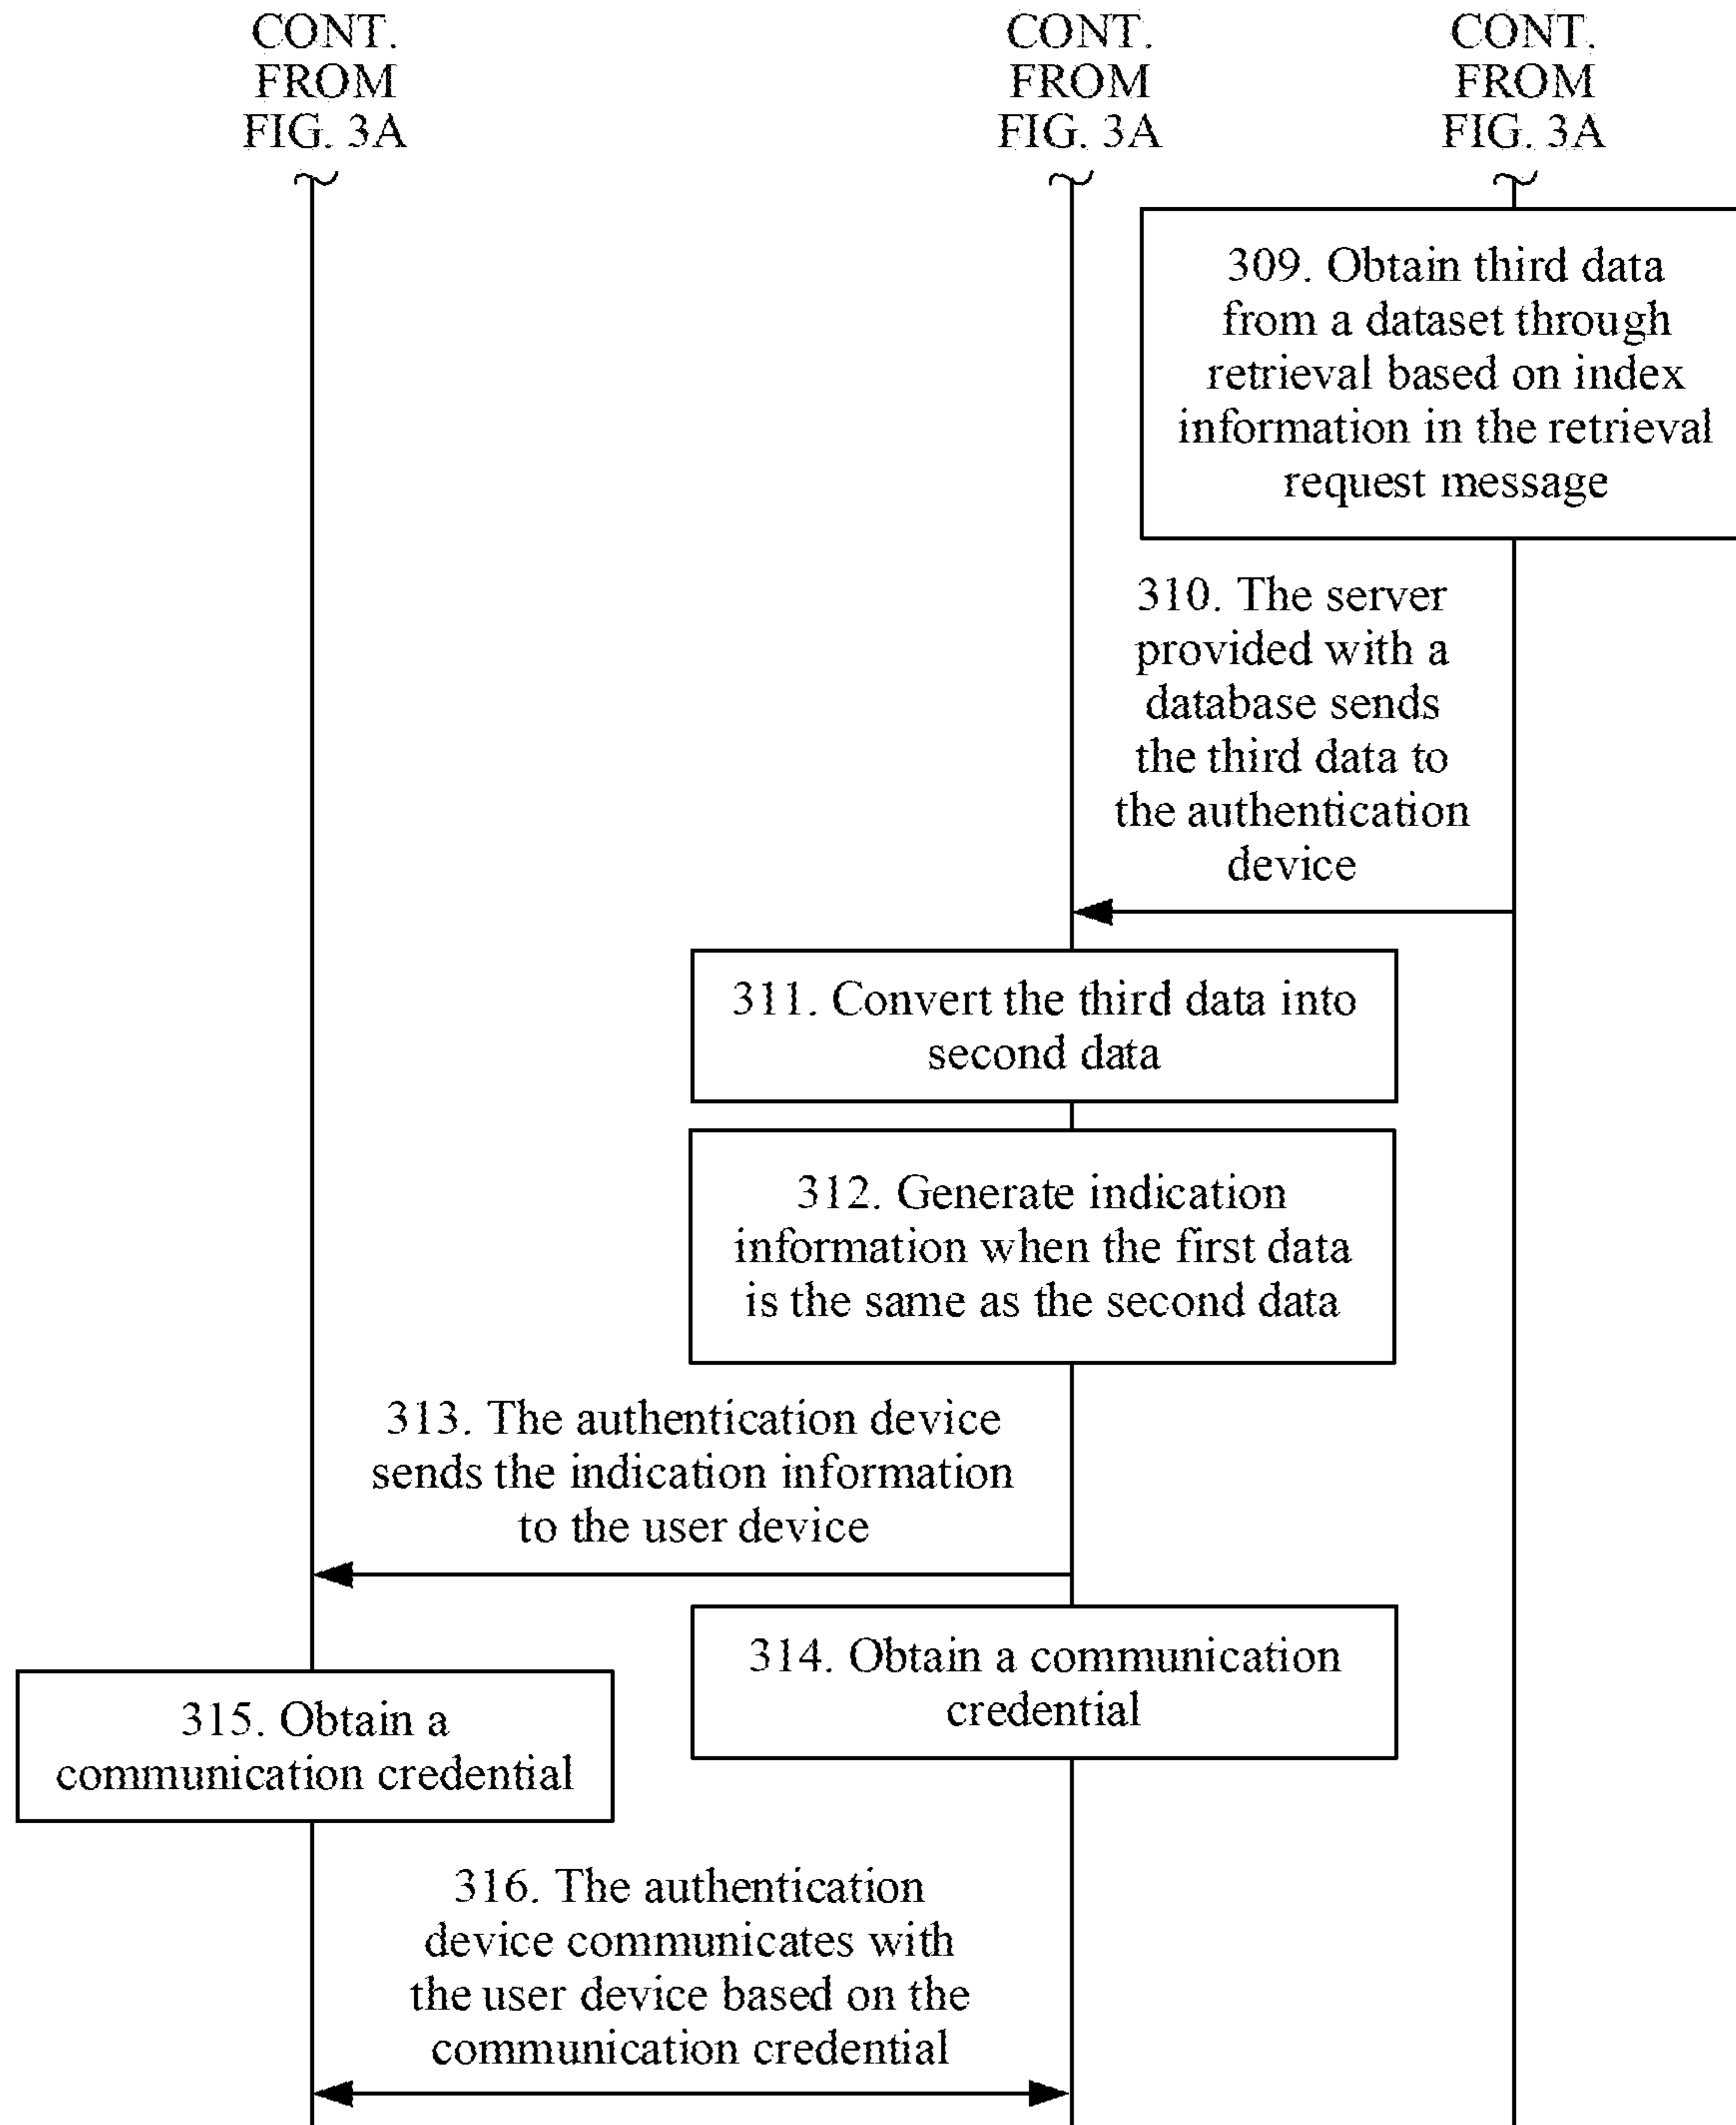 CONT.
FROM
FIG. 3A
CONT.
FROM
FIG. 3A
CONT.
FROM
FIG. 3A
309. Obtain third data
from a dataset through
retrieval based on index
information in the retrieval
request message
310. The server
provided with a
database sends
the third data to
the authentication
device
311. Convert the third data into
second data
312. Generate indication
information when the first data
is the same as the second data
313. The authentication device
sends the indication information
to the user device
314. Obtain a communication
credential
315. Obtain a
communication credential
316. The authentication
device communicates with
the user device based on the
communication credential